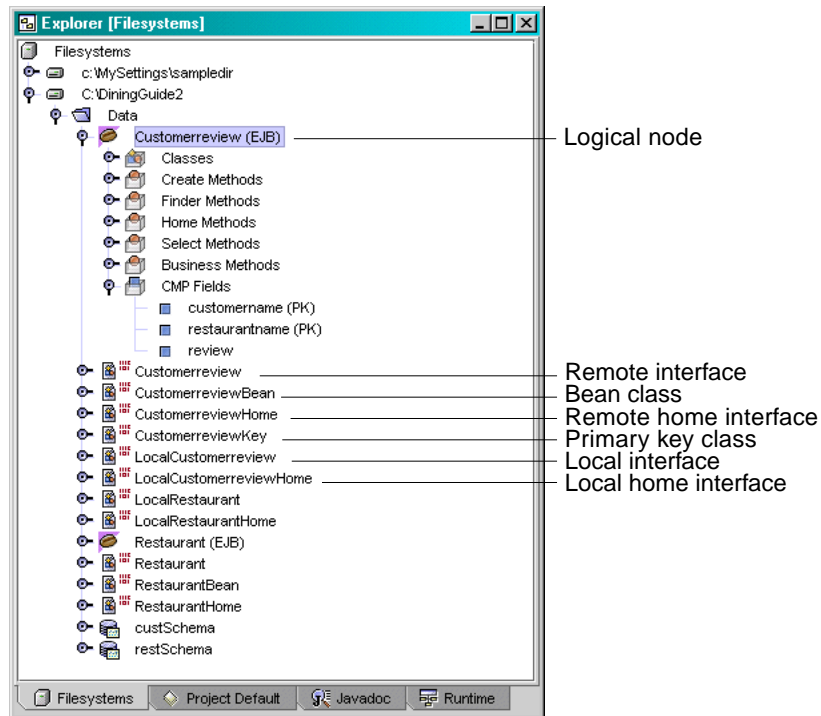 Explorer [Filesystems]
Filesystems
c:\MySettings\sampledir
C:\DiningGuide2
Data
Customerreview (EJB)
Logical node
Classes
Create Methods
Finder Methods
Home Methods
Select Methods
Business Methods
CMP Fields
customername (PK)
restaurantname (PK)
review
Customerreview
Remote interface
CustomerreviewBean
Bean class
CustomerreviewHome
Remote home interface
CustomerreviewKey
Primary key class
LocalCustomerreview
Local interface
LocalCustomerreviewHome
Local home interface
LocalRestaurant
LocalRestaurantHome
Restaurant (EJB)
Restaurant
RestaurantBean
RestaurantHome
custSchema
restSchema
Filesystems
Project Default
Javadoc
Runtime